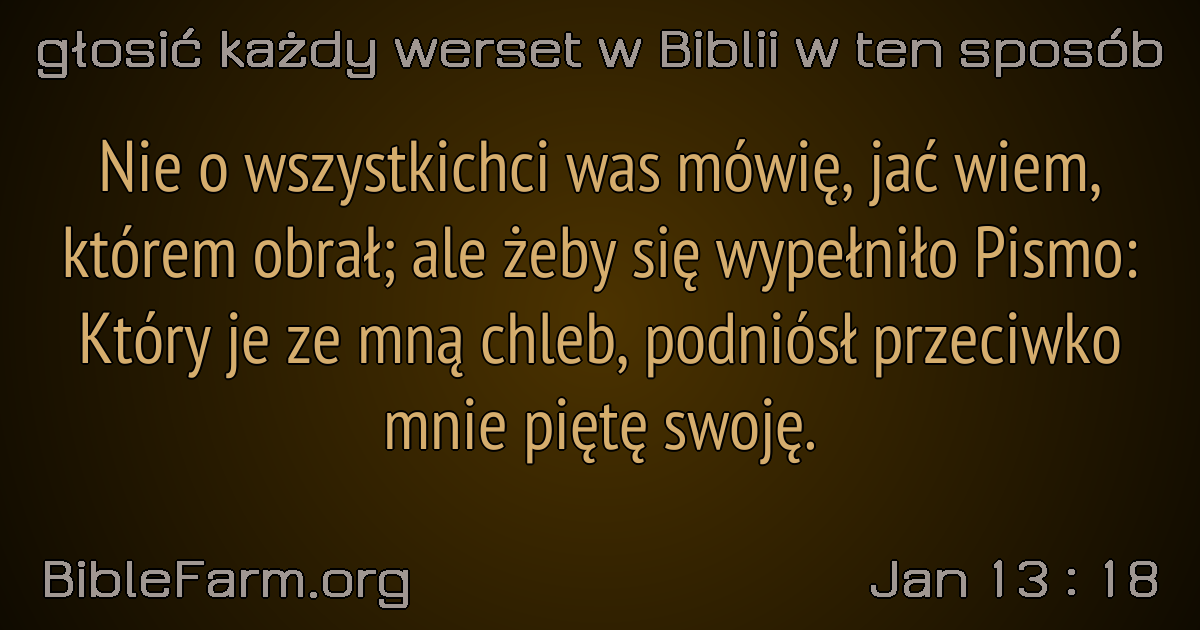 głosić każdy werset w Biblii w ten sposób
Nie o wszystkichci was mówię, jać wiem,
którem obrał; ale żeby się wypełniło Pismo:
Który je ze mną chleb, podniósł przeciwko
mnie piętę swoję.
BibleFarm.org
Jan 13 : 18